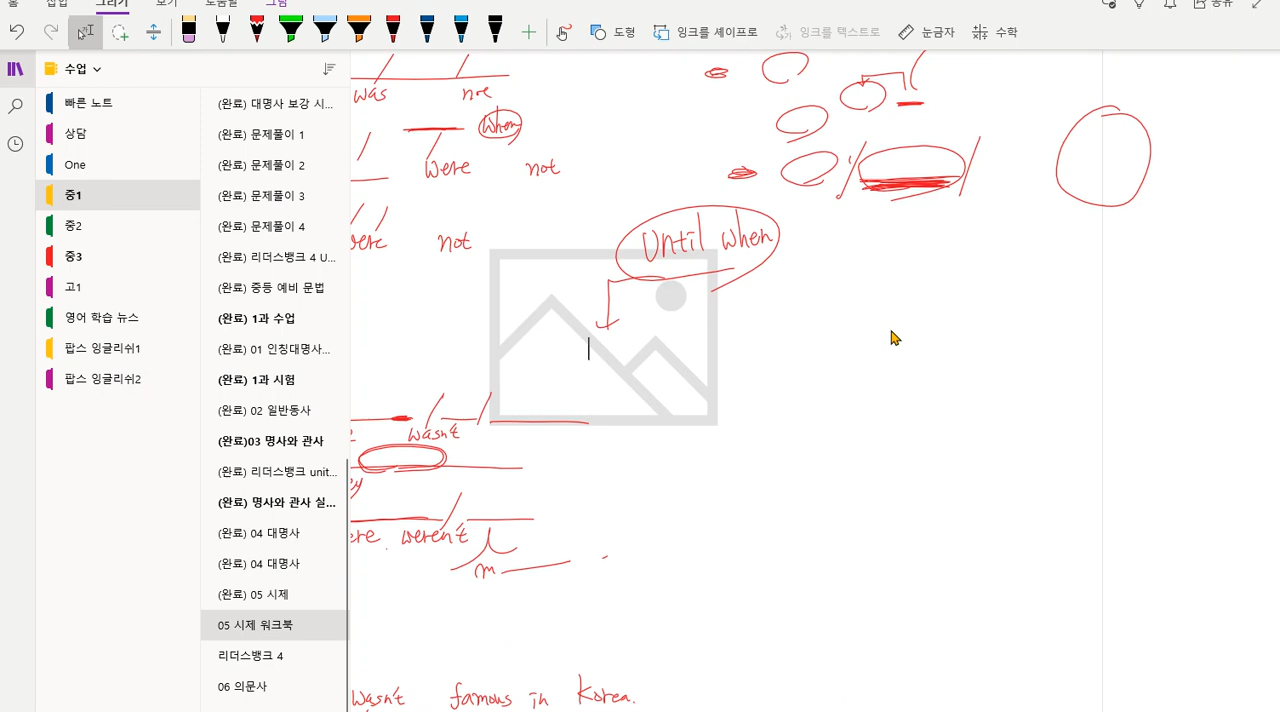 삽입
그리기
보기
도움말
그림
공유
도형
잉크를 셰이프로
잉크를 텍스트로
눈금자
수학
수업
빠른 노트
상담
One
중1
중2
중3
고1
영어 학습 뉴스
팝스 잉글리쉬1
팝스 잉글리쉬2
(완료) 대명사 보강 시...
(완료) 문제풀이 1
(완료) 문제풀이 2
(완료) 문제풀이 3
(완료) 문제풀이 4
(완료) 리더스뱅크 4 U...
(완료) 중등 예비 문법
(완료) 1과 수업
(완료) 01 인칭대명사...
(완료) 1과 시험
(완료) 02 일반동사
(완료)03 명사와 관사
(완료) 리더스뱅크 unit...
(완료) 명사와 관사 실...
(완료) 04 대명사
(완료) 04 대명사
(완료) 05 시제
05 시제 워크북
리더스뱅크 4
06 의문사
was not
when
were not
were not
Until when
wasn't
weren't
m
wasn't famous in Korea.